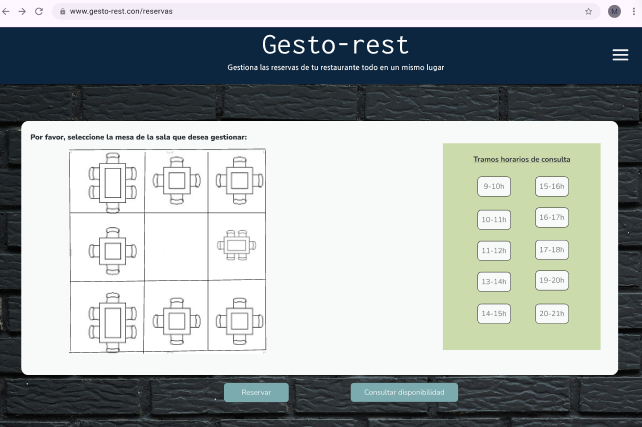 www.gesto-rest.con/reservas
M
Gesto-rest
Gestiona las reservas de tu restaurante todo en un mismo lugar
Por favor, seleccione la mesa de la sala que desea gestionar:
Tramos horarios de consulta
9-10h
15-16h
10-11h
16-17h
11-12h
17-18h
13-14h
19-20h
14-15h
20-21h
Reservar
Consultar disponibilidad